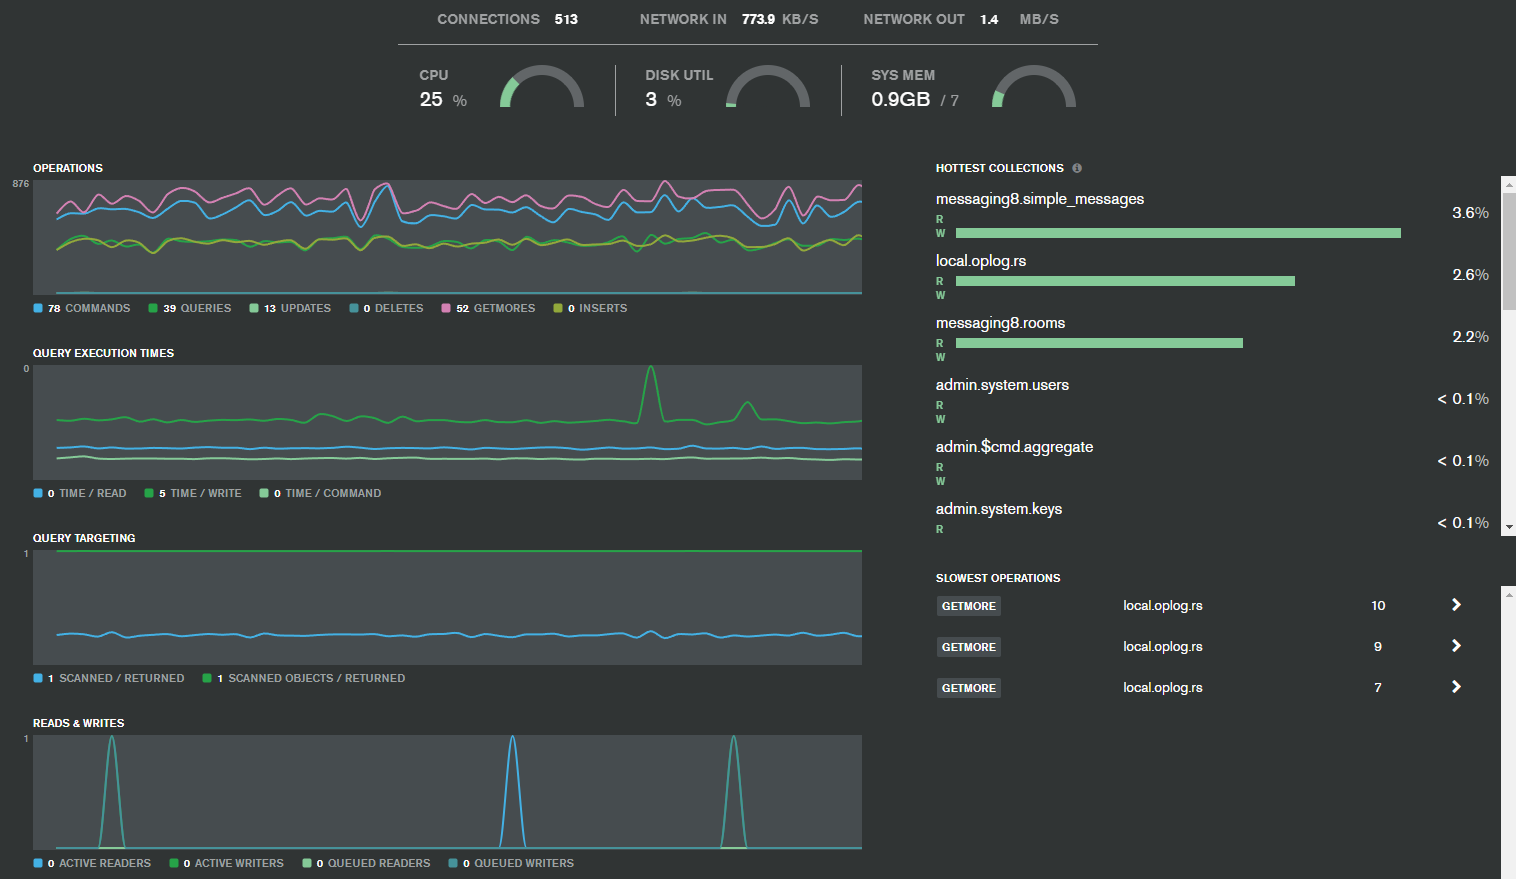 CONNECTIONS 513 NETWORK IN 773.9 KB/S NETWORK OUT 1.4 MB/S
CPU
25 %
DISK UTIL
3 %
SYS MEM
0.9GB / 7
OPERATIONS
876
78 COMMANDS 39 QUERIES 13 UPDATES 0 DELETES 52 GETMORES 0 INSERTS
QUERY EXECUTION TIMES
0
0 TIME / READ 5 TIME / WRITE 0 TIME / COMMAND
QUERY TARGETING
1
1 SCANNED / RETURNED 1 SCANNED OBJECTS / RETURNED
READS & WRITES
1
0 ACTIVE READERS 0 ACTIVE WRITERS 0 QUEUED READERS 0 QUEUED WRITERS
HOTTEST COLLECTIONS i
messaging8.simple_messages
3.6%
R
W
local.oplog.rs
2.6%
R
W
messaging8.rooms
2.2%
R
W
admin.system.users
< 0.1%
R
W
admin.$cmd.aggregate
< 0.1%
R
W
admin.system.keys
< 0.1%
R
SLOWEST OPERATIONS
GETMORE local.oplog.rs 10
GETMORE local.oplog.rs 9
GETMORE local.oplog.rs 7